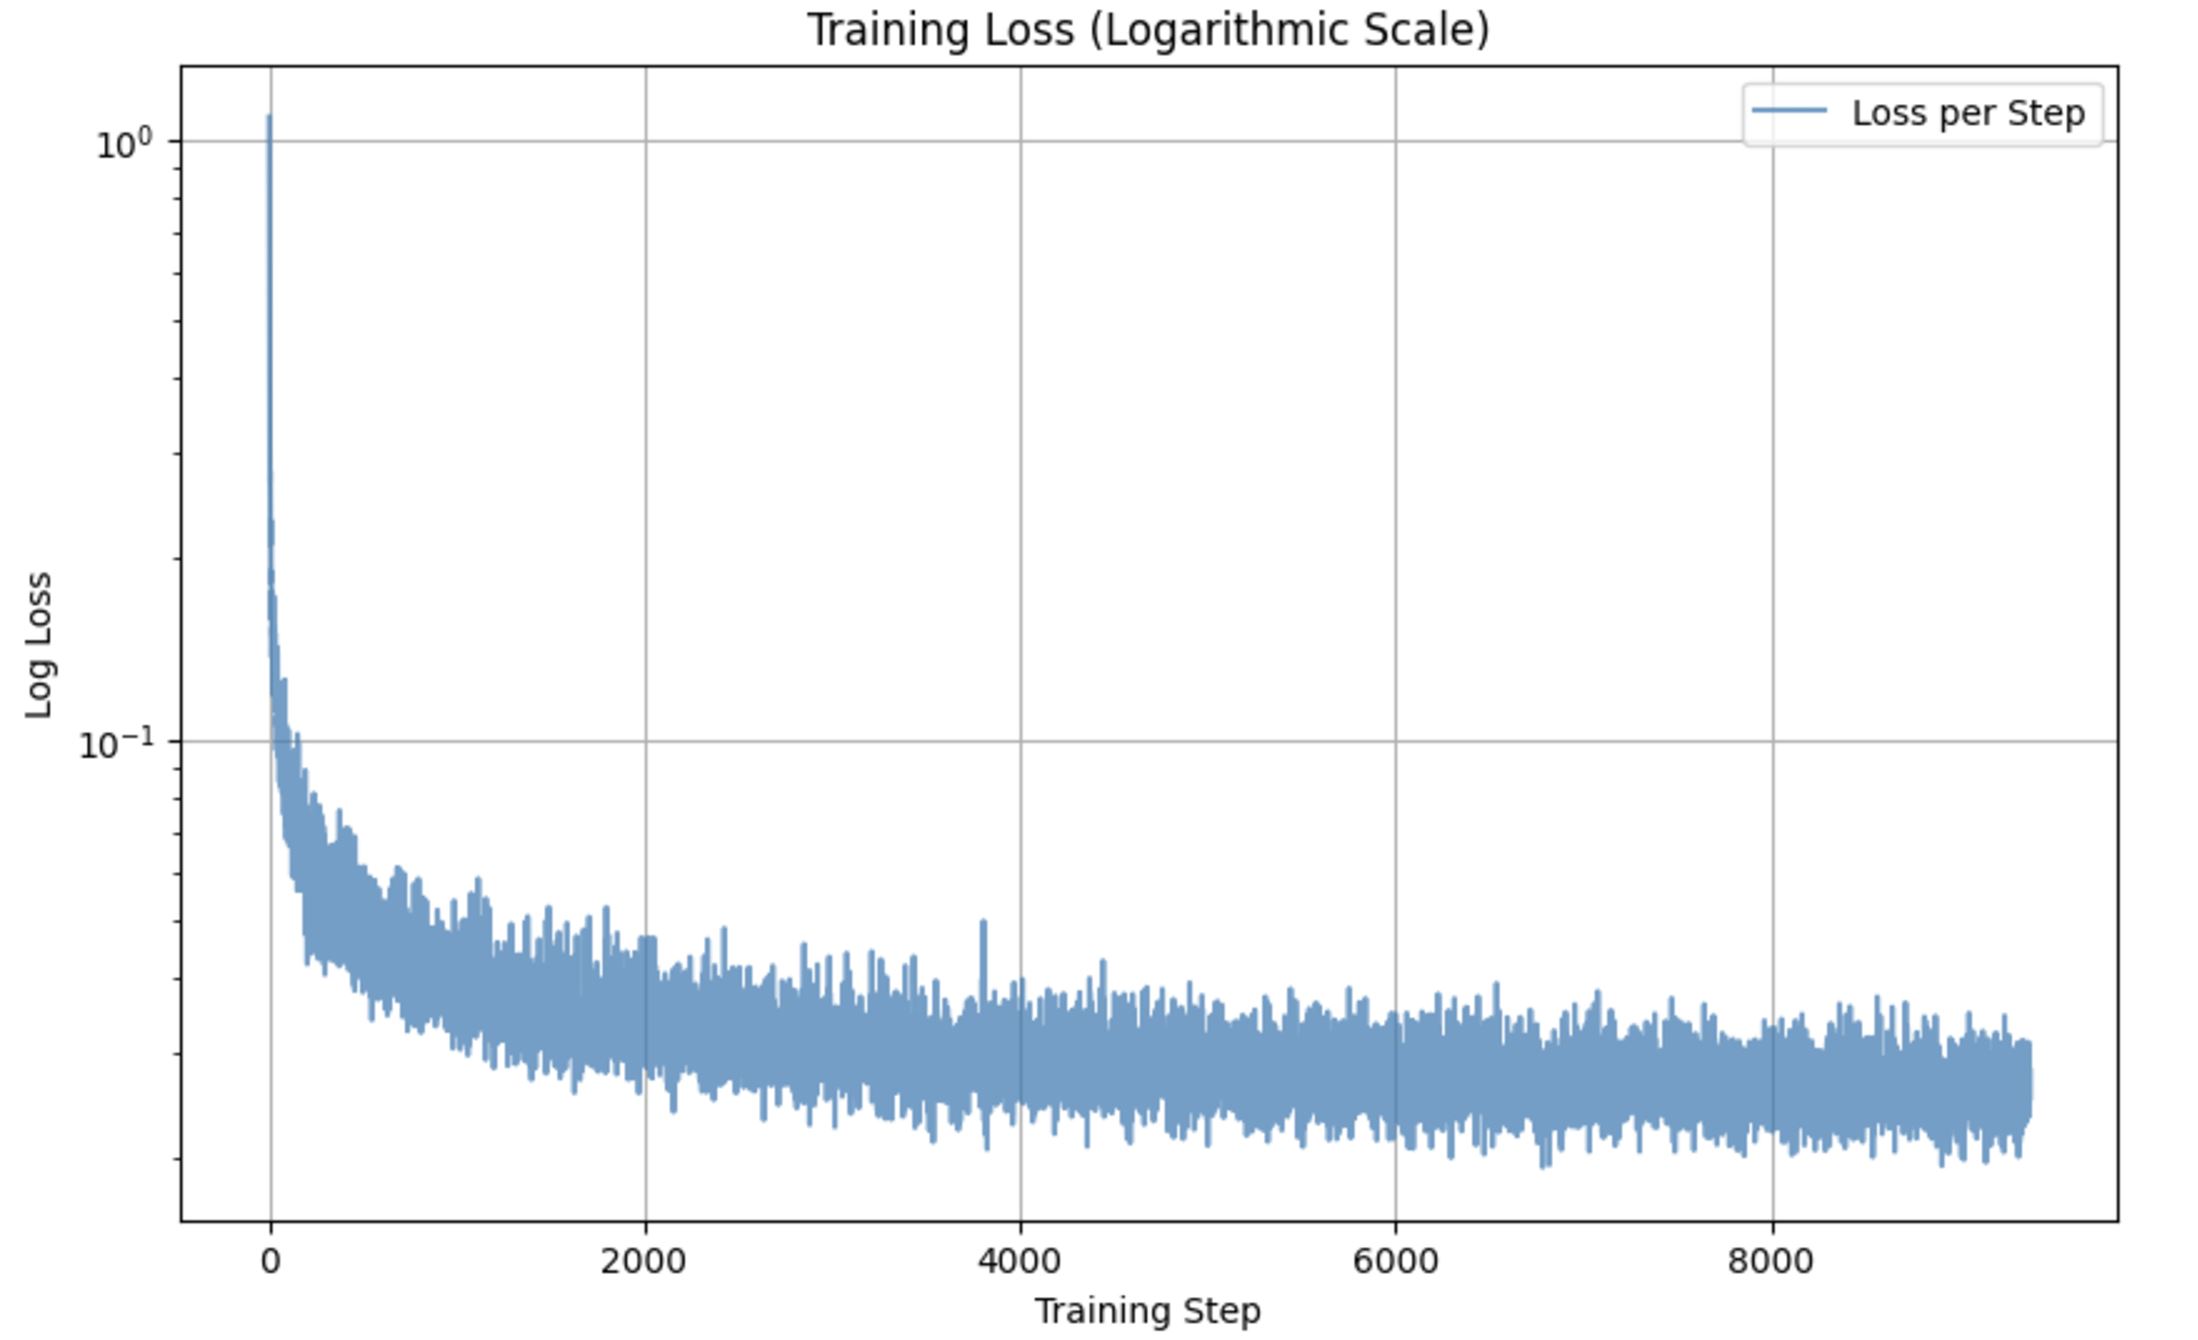 Training Loss (Logarithmic Scale)
Loss per Step
10⁰
10⁻¹
Log Loss
0 2000 4000 6000 8000
Training Step